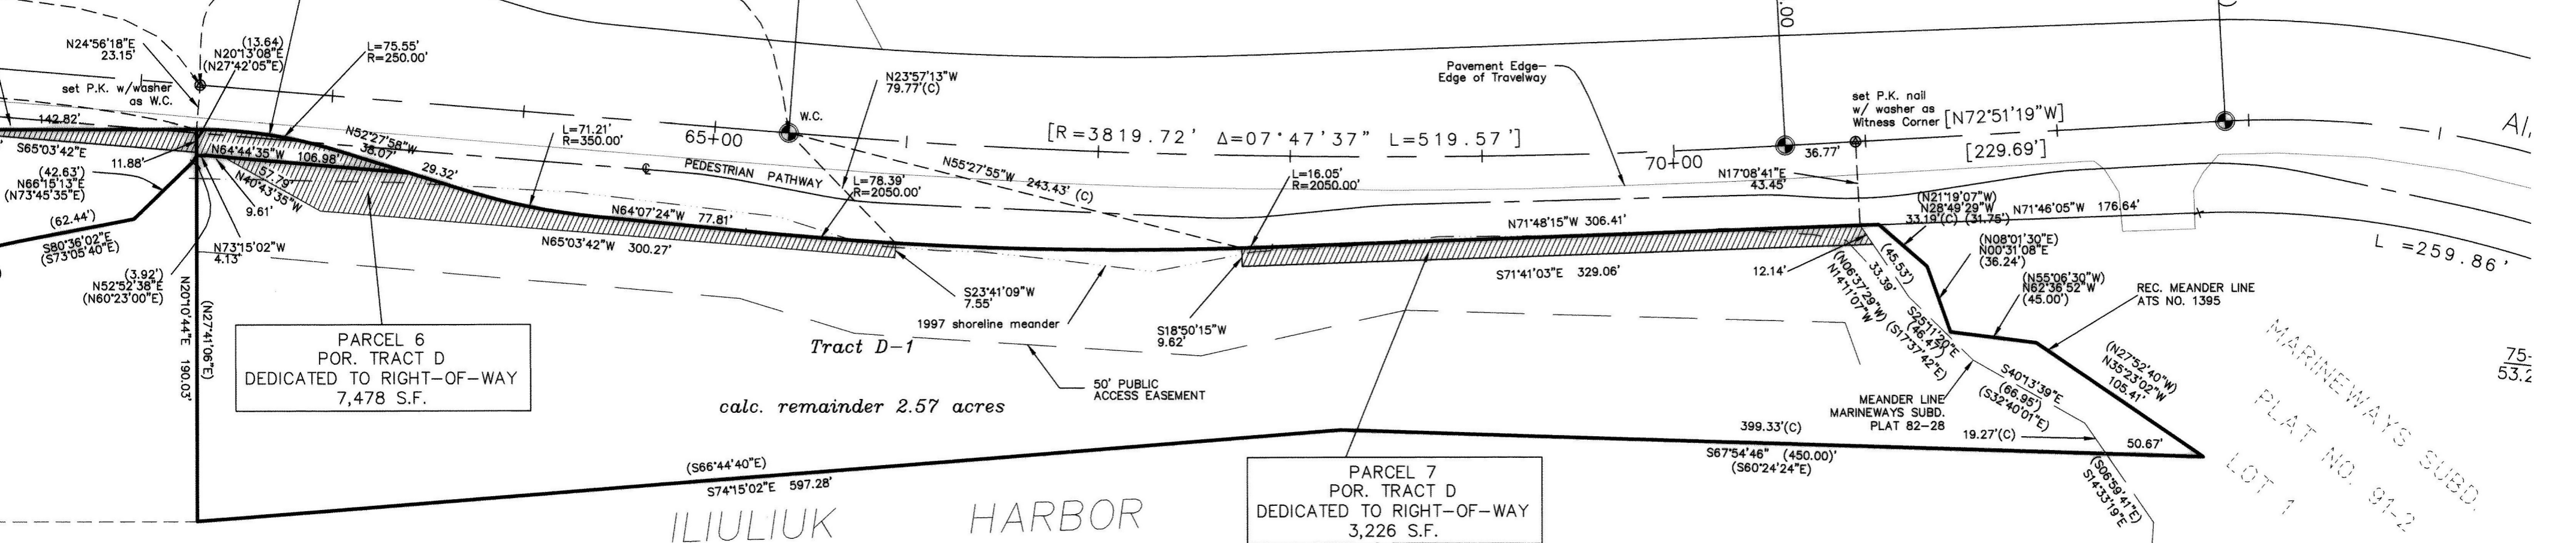 N24°56'18"E
23.15'
(13.64)
N20°13'08"E
(N27°42'05"E)
L=75.55'
R=250.00'
set P.K. w/washer
as W.C.
142.82'
S65°03'42"E
11.88'
(42.63')
N66°15'13"E
(N73°45'35"E)
(62.44')
S80°36'02"E
(S73°05'40"E)
N64°44'35"W 106.98'
57.79'
N40°43'35"W
9.61'
N73°15'02"W
4.13'
(3.92')
N52°52'38"E
(N60°23'00"E)
N20°10'44"E 190.03'
(N27°41'06"E)
N52°27'58"W
38.07'
29.32'
L=71.21'
R=350.00'
65+00
W.C.
N23°57'13"W
79.77'(C)
PEDESTRIAN PATHWAY
L=78.39'
R=2050.00'
N64°07'24"W 77.81'
N65°03'42"W 300.27'
[R=3819.72' Δ=07°47'37" L=519.57']
N55°27'55"W 243.43' (C)
L=16.05'
R=2050.00'
S23°41'09"W
7.55'
1997 shoreline meander
S18°50'15"W
9.62'
Tract D-1
50' PUBLIC
ACCESS EASEMENT
calc. remainder 2.57 acres
PARCEL 6
POR. TRACT D
DEDICATED TO RIGHT-OF-WAY
7,478 S.F.
(S66°44'40"E)
S74°15'02"E 597.28'
ILIULIUK HARBOR
PARCEL 7
POR. TRACT D
DEDICATED TO RIGHT-OF-WAY
3,226 S.F.
Pavement Edge-
Edge of Travelway
.00
set P.K. nail
w/ washer as
Witness Corner
[N72°51'19"W]
[229.69']
36.77'
70+00
N17°08'41"E
43.45'
N71°48'15"W 306.41'
S71°41'03"E 329.06'
12.14'
(N21°19'07"W)
N28°49'29"W
33.19'(C) (31.75')
N71°46'05"W 176.64'
(N08°01'30"E)
N00°31'08"E
(36.24')
(N55°06'30"W)
N62°36'52"W
(45.00')
REC. MEANDER LINE
ATS NO. 1395
(45.53')
33.39'
(N06°37'29"W)
N14°11'07"W
S25°11'20"E
(46.47')
(S17°37'42"E)
S40°13'39"E
(66.95')
(S32°40'01"E)
(N27°52'40"W)
N35°23'02"W
105.41'
MEANDER LINE
MARINEWAYS SUBD.
PLAT 82-28
19.27'(C)
50.67'
399.33'(C)
S67°54'46" (450.00)'
(S60°24'24"E)
(S06°59'41"E)
S14°33'19"E
L =259.86'
MARINEWAYS SUBD.
PLAT NO. 91-2
LOT 1
75-
53.2